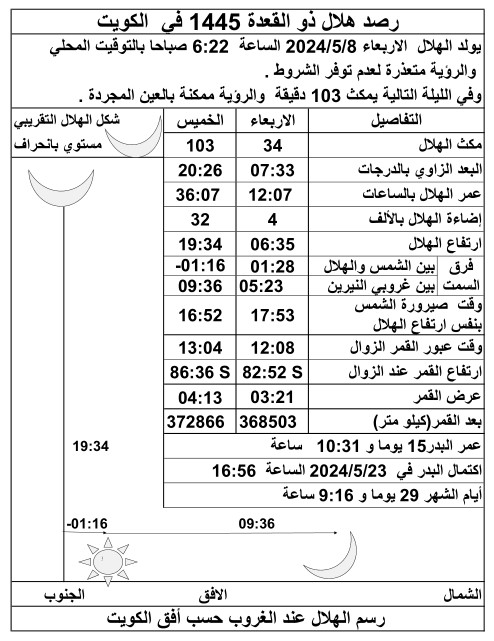 رصد هلال ذو القعدة 1445 في الكويت
يولد الهلال الاربعاء 2024/5/8 الساعة 6:22 صباحا بالتوقيت المحلي
والرؤية متعذرة لعدم توفر الشروط .
وفي الليلة التالية يمكث 103 دقيقة والرؤية ممكنة بالعين المجردة .
التفاصيل الاربعاء الخميس شكل الهلال التقريبي
مستوي بانحراف
مكث الهلال 34 103
البعد الزاوي بالدرجات 07:33 20:26
عمر الهلال بالساعات 12:07 36:07
إضاءة الهلال بالألف 4 32
ارتفاع الهلال 06:35 19:34
فرق السمت بين الشمس والهلال 01:28 -01:16
بين غروبي النيرين 05:23 09:36
وقت صيرورة الشمس
بنفس ارتفاع الهلال 17:53 16:52
وقت عبور القمر الزوال 12:08 13:04
ارتفاع القمر عند الزوال 82:52 S 86:36 S
عرض القمر 03:21 04:13
بعد القمر(كيلو متر) 368503 372866
عمر البدر15 يوما و 10:31 ساعة
19:34
اكتمال البدر في 2024/5/23 الساعة 16:56
أيام الشهر 29 يوما و 9:16 ساعة
-01:16 09:36
الشمال الافق الجنوب
رسم الهلال عند الغروب حسب أفق الكويت